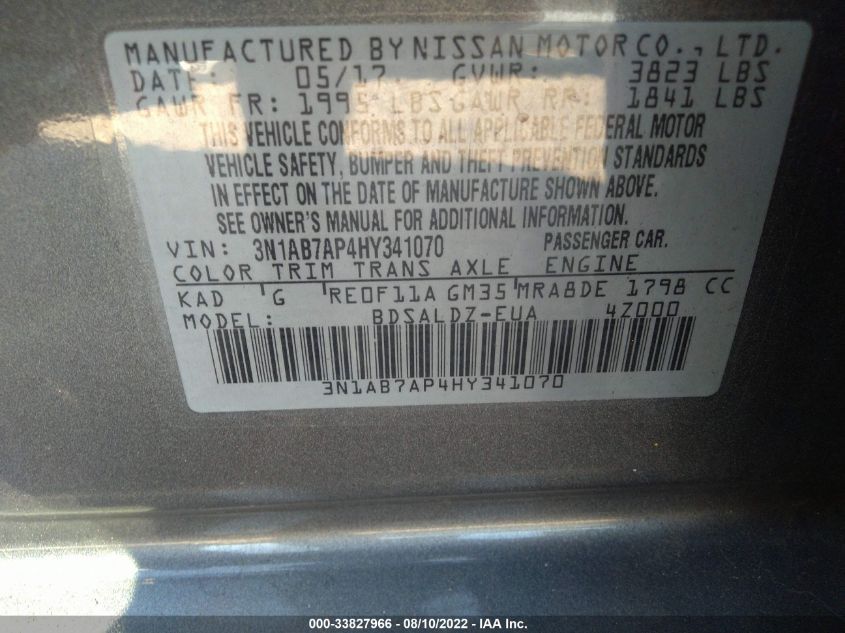 MANUFACTURED BY NISSAN MOTOR CO., LTD.
DATE: 05/17 GVWR: 3823 LBS
GAWR FR: 1995 LBS GAWR RR: 1841 LBS
THIS VEHICLE CONFORMS TO ALL APPLICABLE FEDERAL MOTOR
VEHICLE SAFETY, BUMPER AND THEFT PREVENTION STANDARDS
IN EFFECT ON THE DATE OF MANUFACTURE SHOWN ABOVE.
SEE OWNER'S MANUAL FOR ADDITIONAL INFORMATION.
VIN: 3N1AB7AP4HY341070 PASSENGER CAR.
COLOR TRIM TRANS AXLE ENGINE
KAD G RE0F11A GM35 MRA8DE 1798 CC
MODEL: BDSALDZ-EUA 4Z000
3N1AB7AP4HY341070
000-33827966 - 08/10/2022 - IAA Inc.